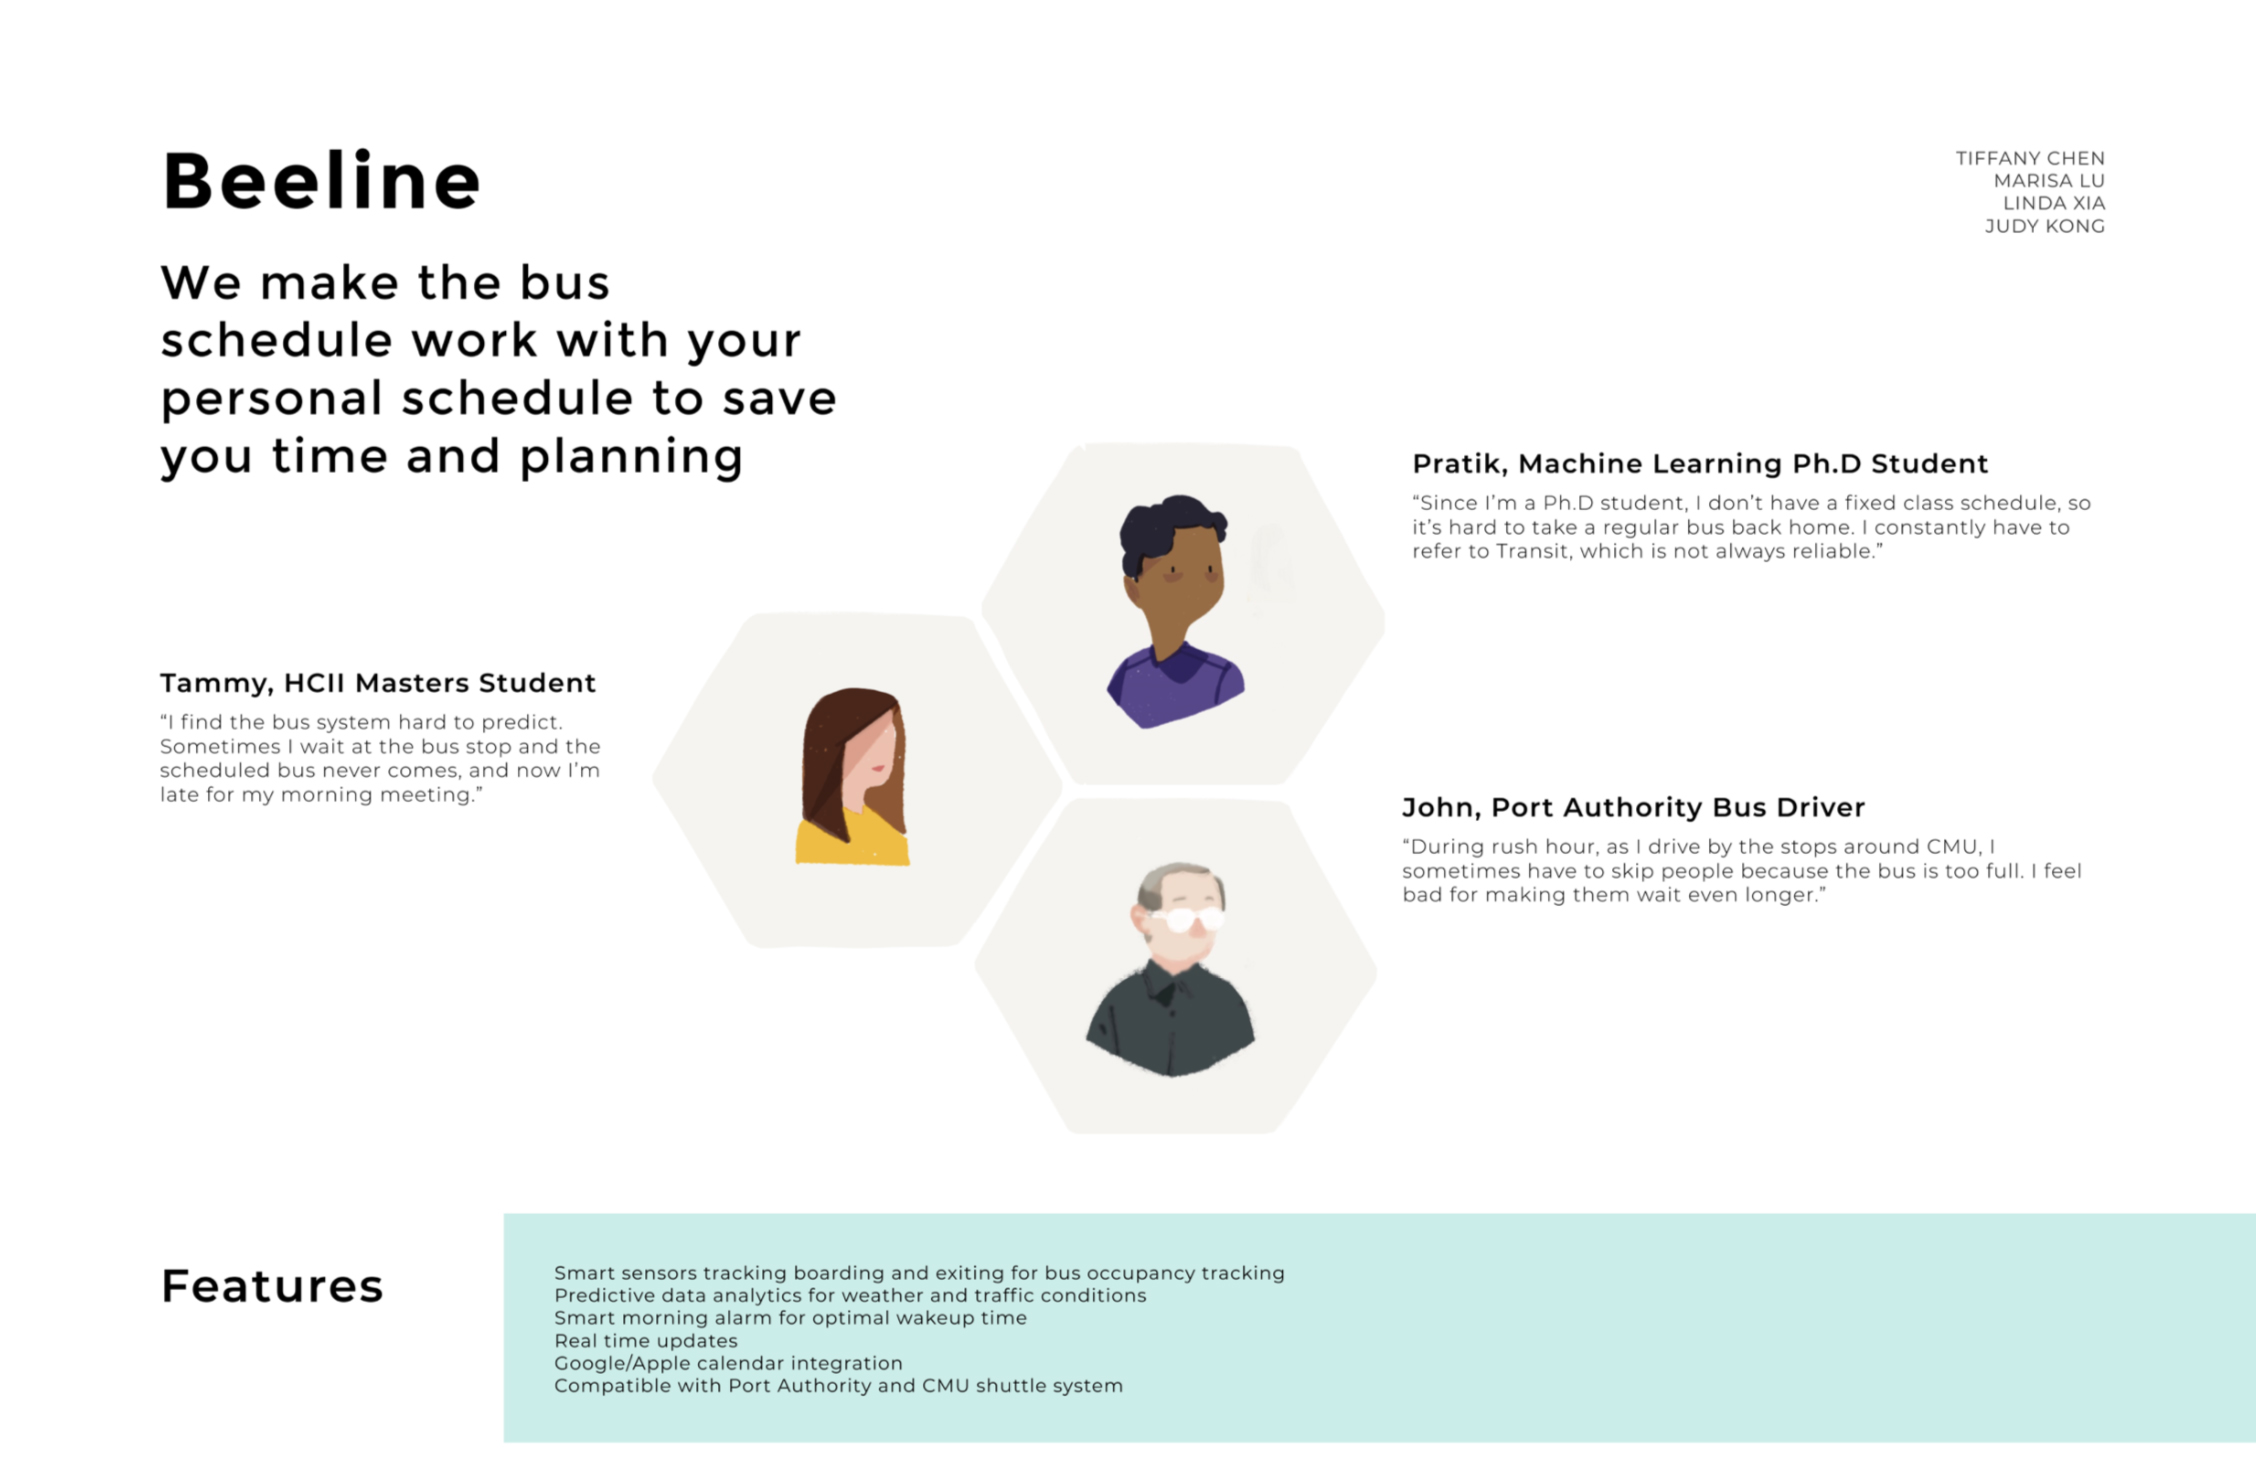 Beeline
TIFFANY CHEN
MARISA LU
LINDA XIA
JUDY KONG
We make the bus
schedule work with your
personal schedule to save
you time and planning
Pratik, Machine Learning Ph.D Student
“Since I’m a Ph.D student, I don’t have a fixed class schedule, so
it’s hard to take a regular bus back home. I constantly have to
refer to Transit, which is not always reliable.”
Tammy, HCII Masters Student
“I find the bus system hard to predict.
Sometimes I wait at the bus stop and the
scheduled bus never comes, and now I’m
late for my morning meeting.”
John, Port Authority Bus Driver
“During rush hour, as I drive by the stops around CMU, I
sometimes have to skip people because the bus is too full. I feel
bad for making them wait even longer.”
Features
Smart sensors tracking boarding and exiting for bus occupancy tracking
Predictive data analytics for weather and traffic conditions
Smart morning alarm for optimal wakeup time
Real time updates
Google/Apple calendar integration
Compatible with Port Authority and CMU shuttle system